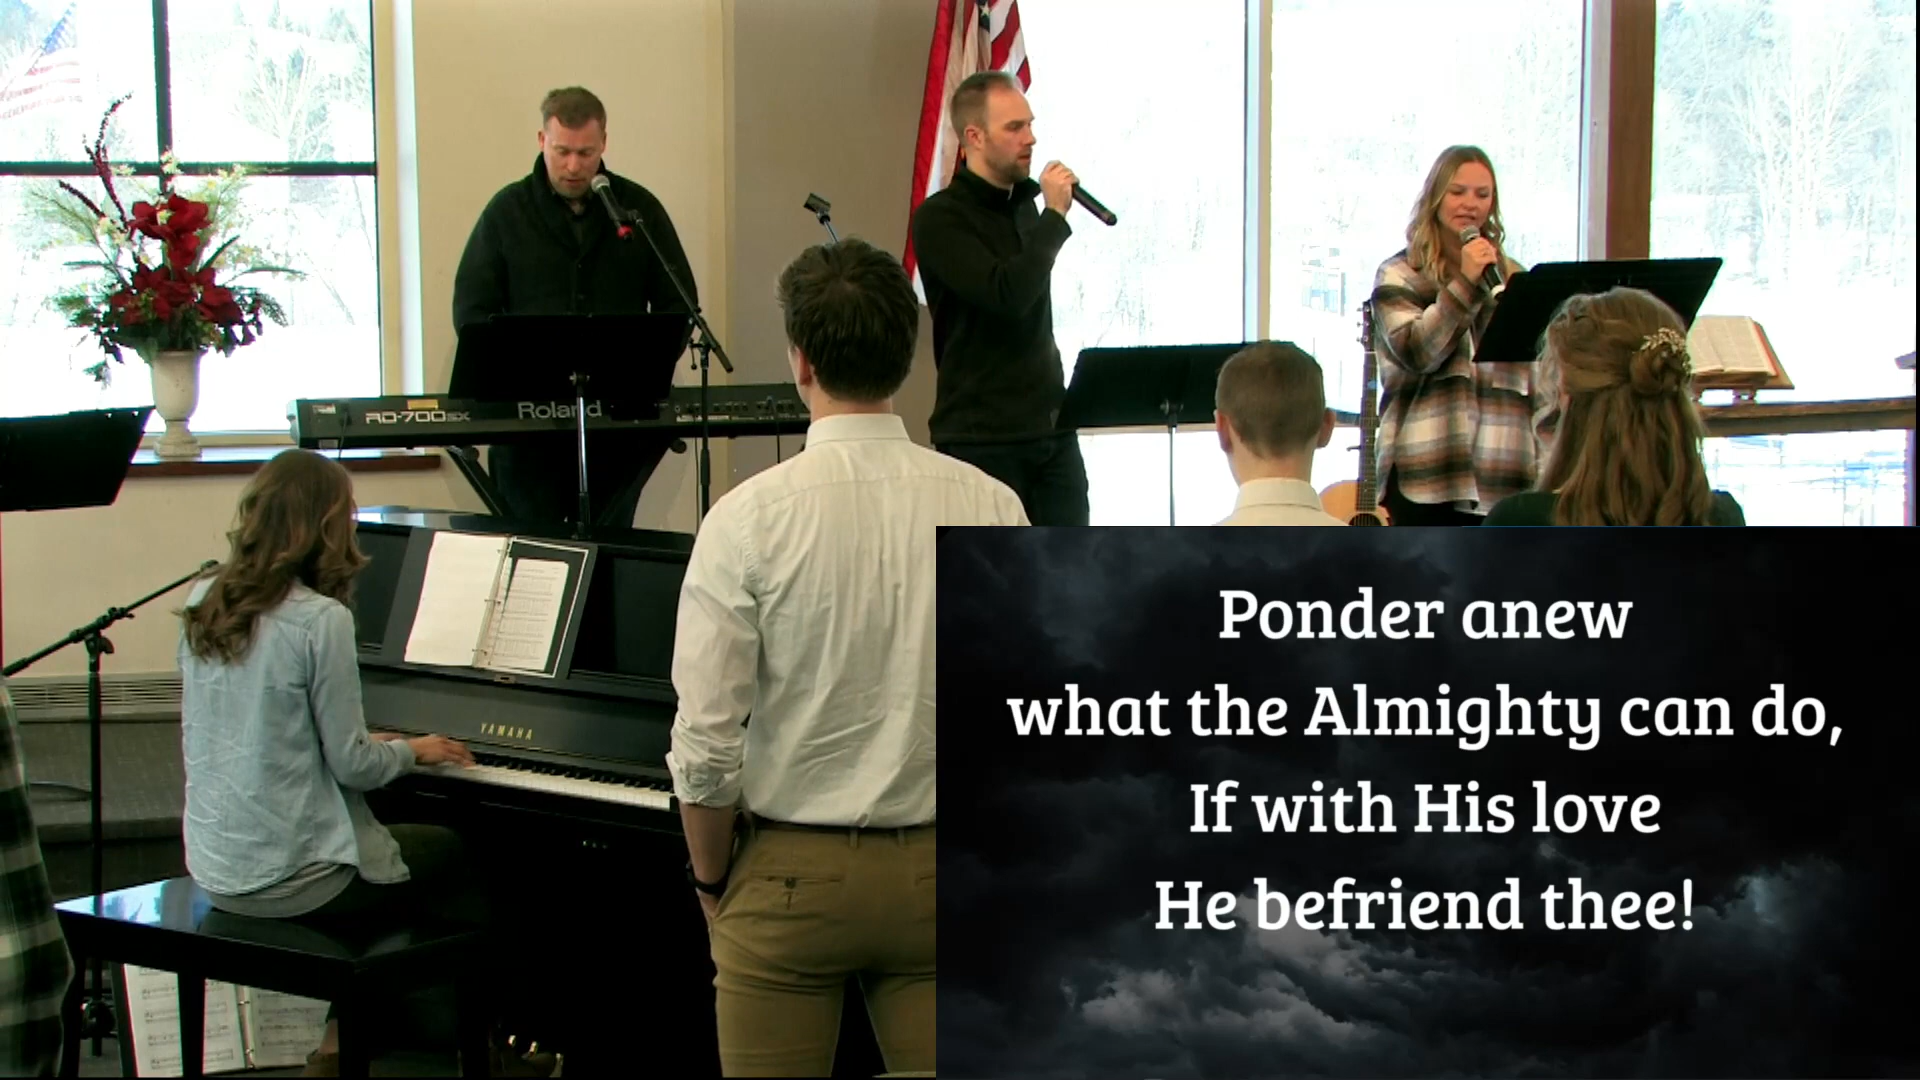 RD-700SX
Roland
YAMAHA
Ponder anew
what the Almighty can do,
If with His love
He befriend thee!